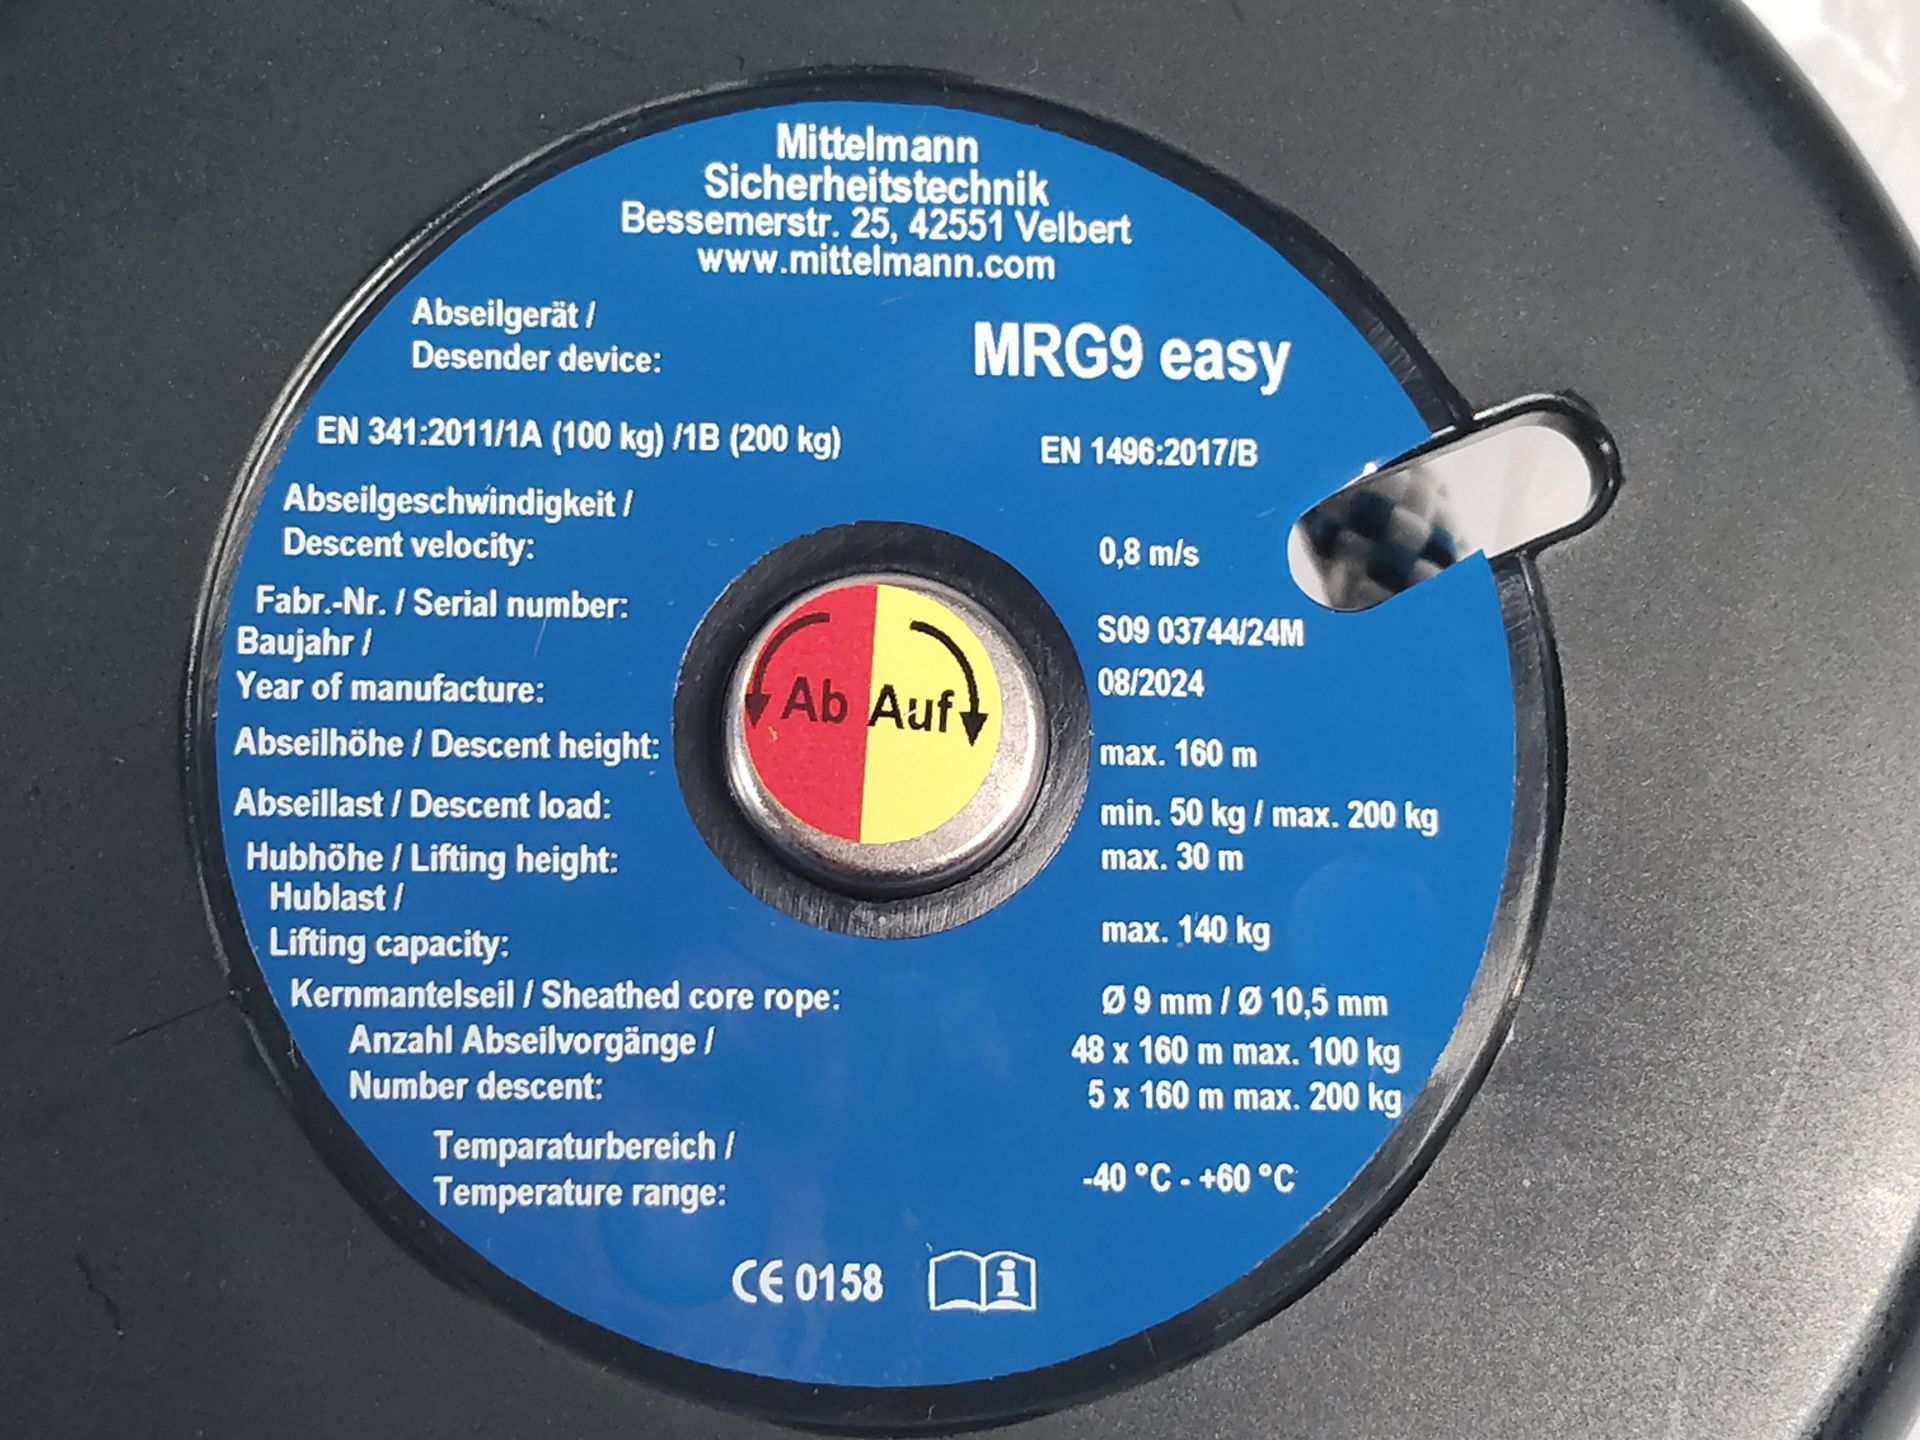 Mittelmann
Sicherheitstechnik
Bessemerstr. 25, 42551 Velbert
www.mittelmann.com
Abseilgerät /
Desender device:
MRG9 easy
EN 341:2011/1A (100 kg) /1B (200 kg)
EN 1496:2017/B
Abseilgeschwindigkeit /
Descent velocity:
0,8 m/s
Fabr.-Nr. / Serial number:
S09 03744/24M
Baujahr /
Year of manufacture:
08/2024
Ab Auf
Abseilhöhe / Descent height:
max. 160 m
Abseillast / Descent load:
min. 50 kg / max. 200 kg
Hubhöhe / Lifting height:
max. 30 m
Hublast /
Lifting capacity:
max. 140 kg
Kernmantelseil / Sheathed core rope:
Ø 9 mm / Ø 10,5 mm
Anzahl Abseilvorgänge /
Number descent:
48 x 160 m max. 100 kg
5 x 160 m max. 200 kg
Temparaturbereich /
Temperature range:
-40 °C - +60 °C
CE 0158 i